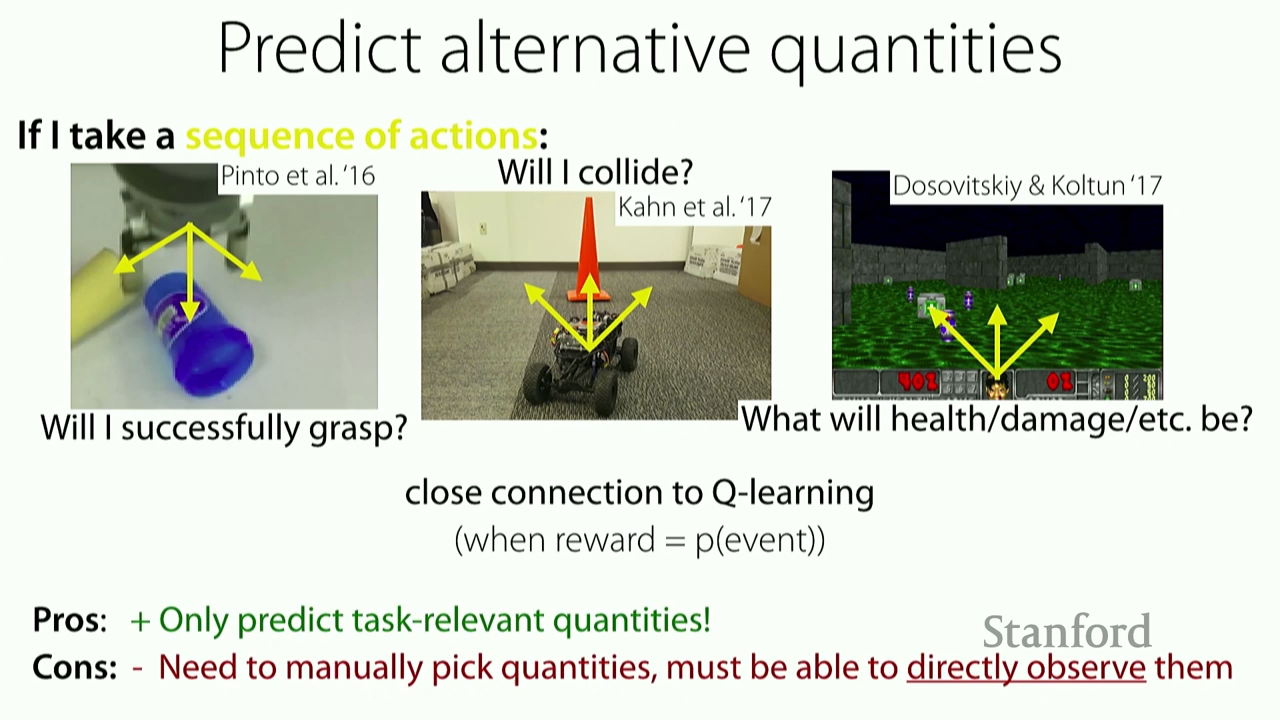 Predict alternative quantities
If I take a sequence of actions:
Pinto et al. ‘16
Will I collide?
Kahn et al. ‘17
Dosovitskiy & Koltun ‘17
40%
0%
Will I successfully grasp?
What will health/damage/etc. be?
close connection to Q-learning
(when reward = p(event))
Pros: + Only predict task-relevant quantities!
Stanford
Cons: - Need to manually pick quantities, must be able to directly observe them